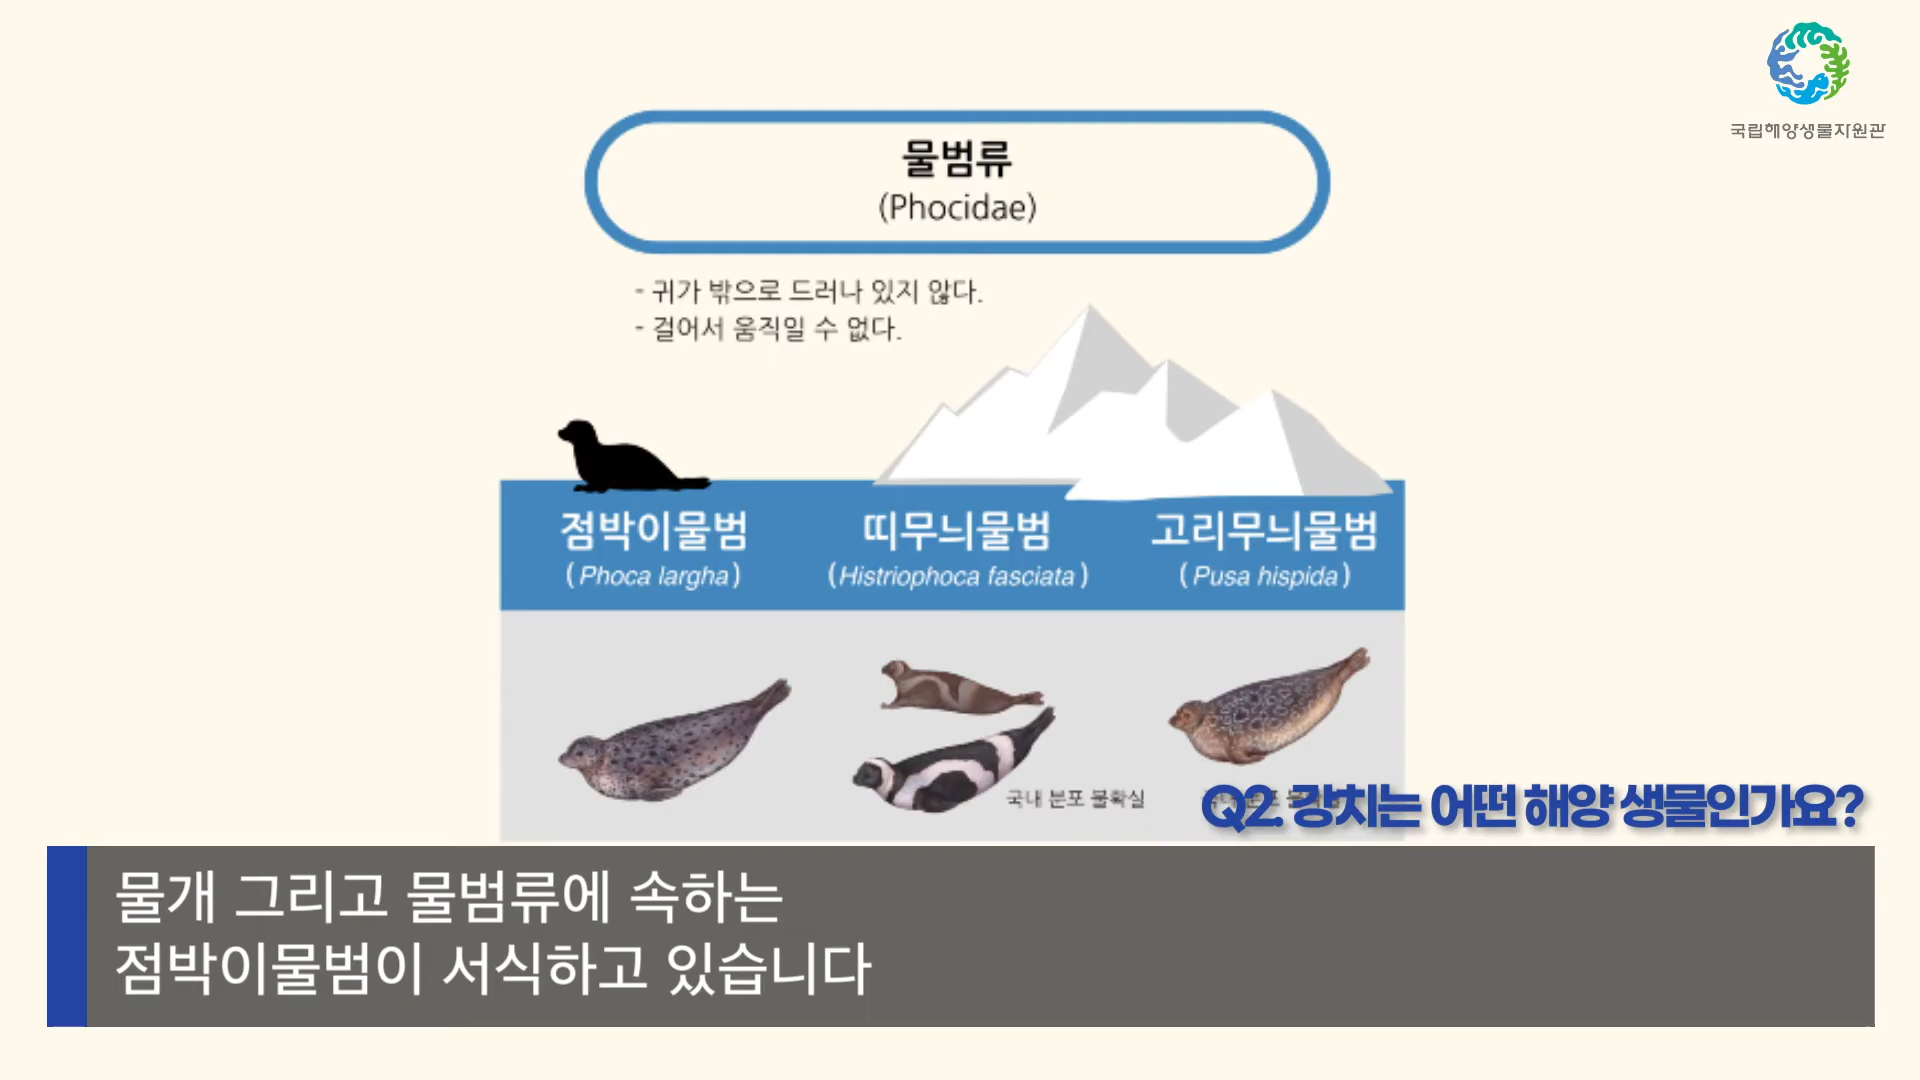 국립해양생물자원관
물범류
(Phocidae)
- 귀가 밖으로 드러나 있지 않다.
- 걸어서 움직일 수 없다.
점박이물범
(Phoca largha)
띠무늬물범
(Histriophoca fasciata)
고리무늬물범
(Pusa hispida)
국내 분포 불확실
Q2. 강치는 어떤 해양 생물인가요?
물개 그리고 물범류에 속하는
점박이물범이 서식하고 있습니다